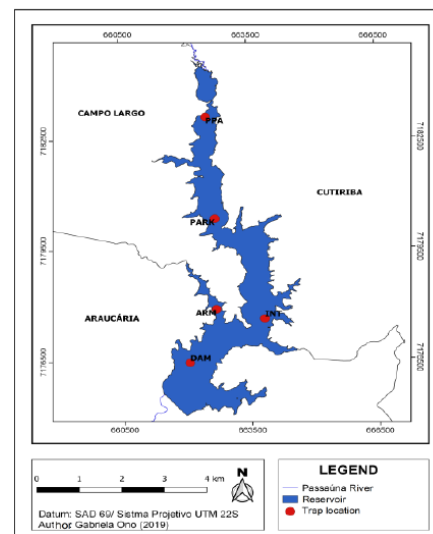 660500 663500 666500
CAMPO LARGO
PPA
7182500 7182500
CUTIRIBA
PARK
7179500 7179500
ARM INT
ARAUCÁRIA
DAM
7176500 7176500
660500 663500 666500
0 1 2 3 4 km
N
Datum: SAD 69/ Sistma Projetivo UTM 22S
Author Gabriela Ono (2019)
LEGEND
Passaúna River
Reservoir
Trap location